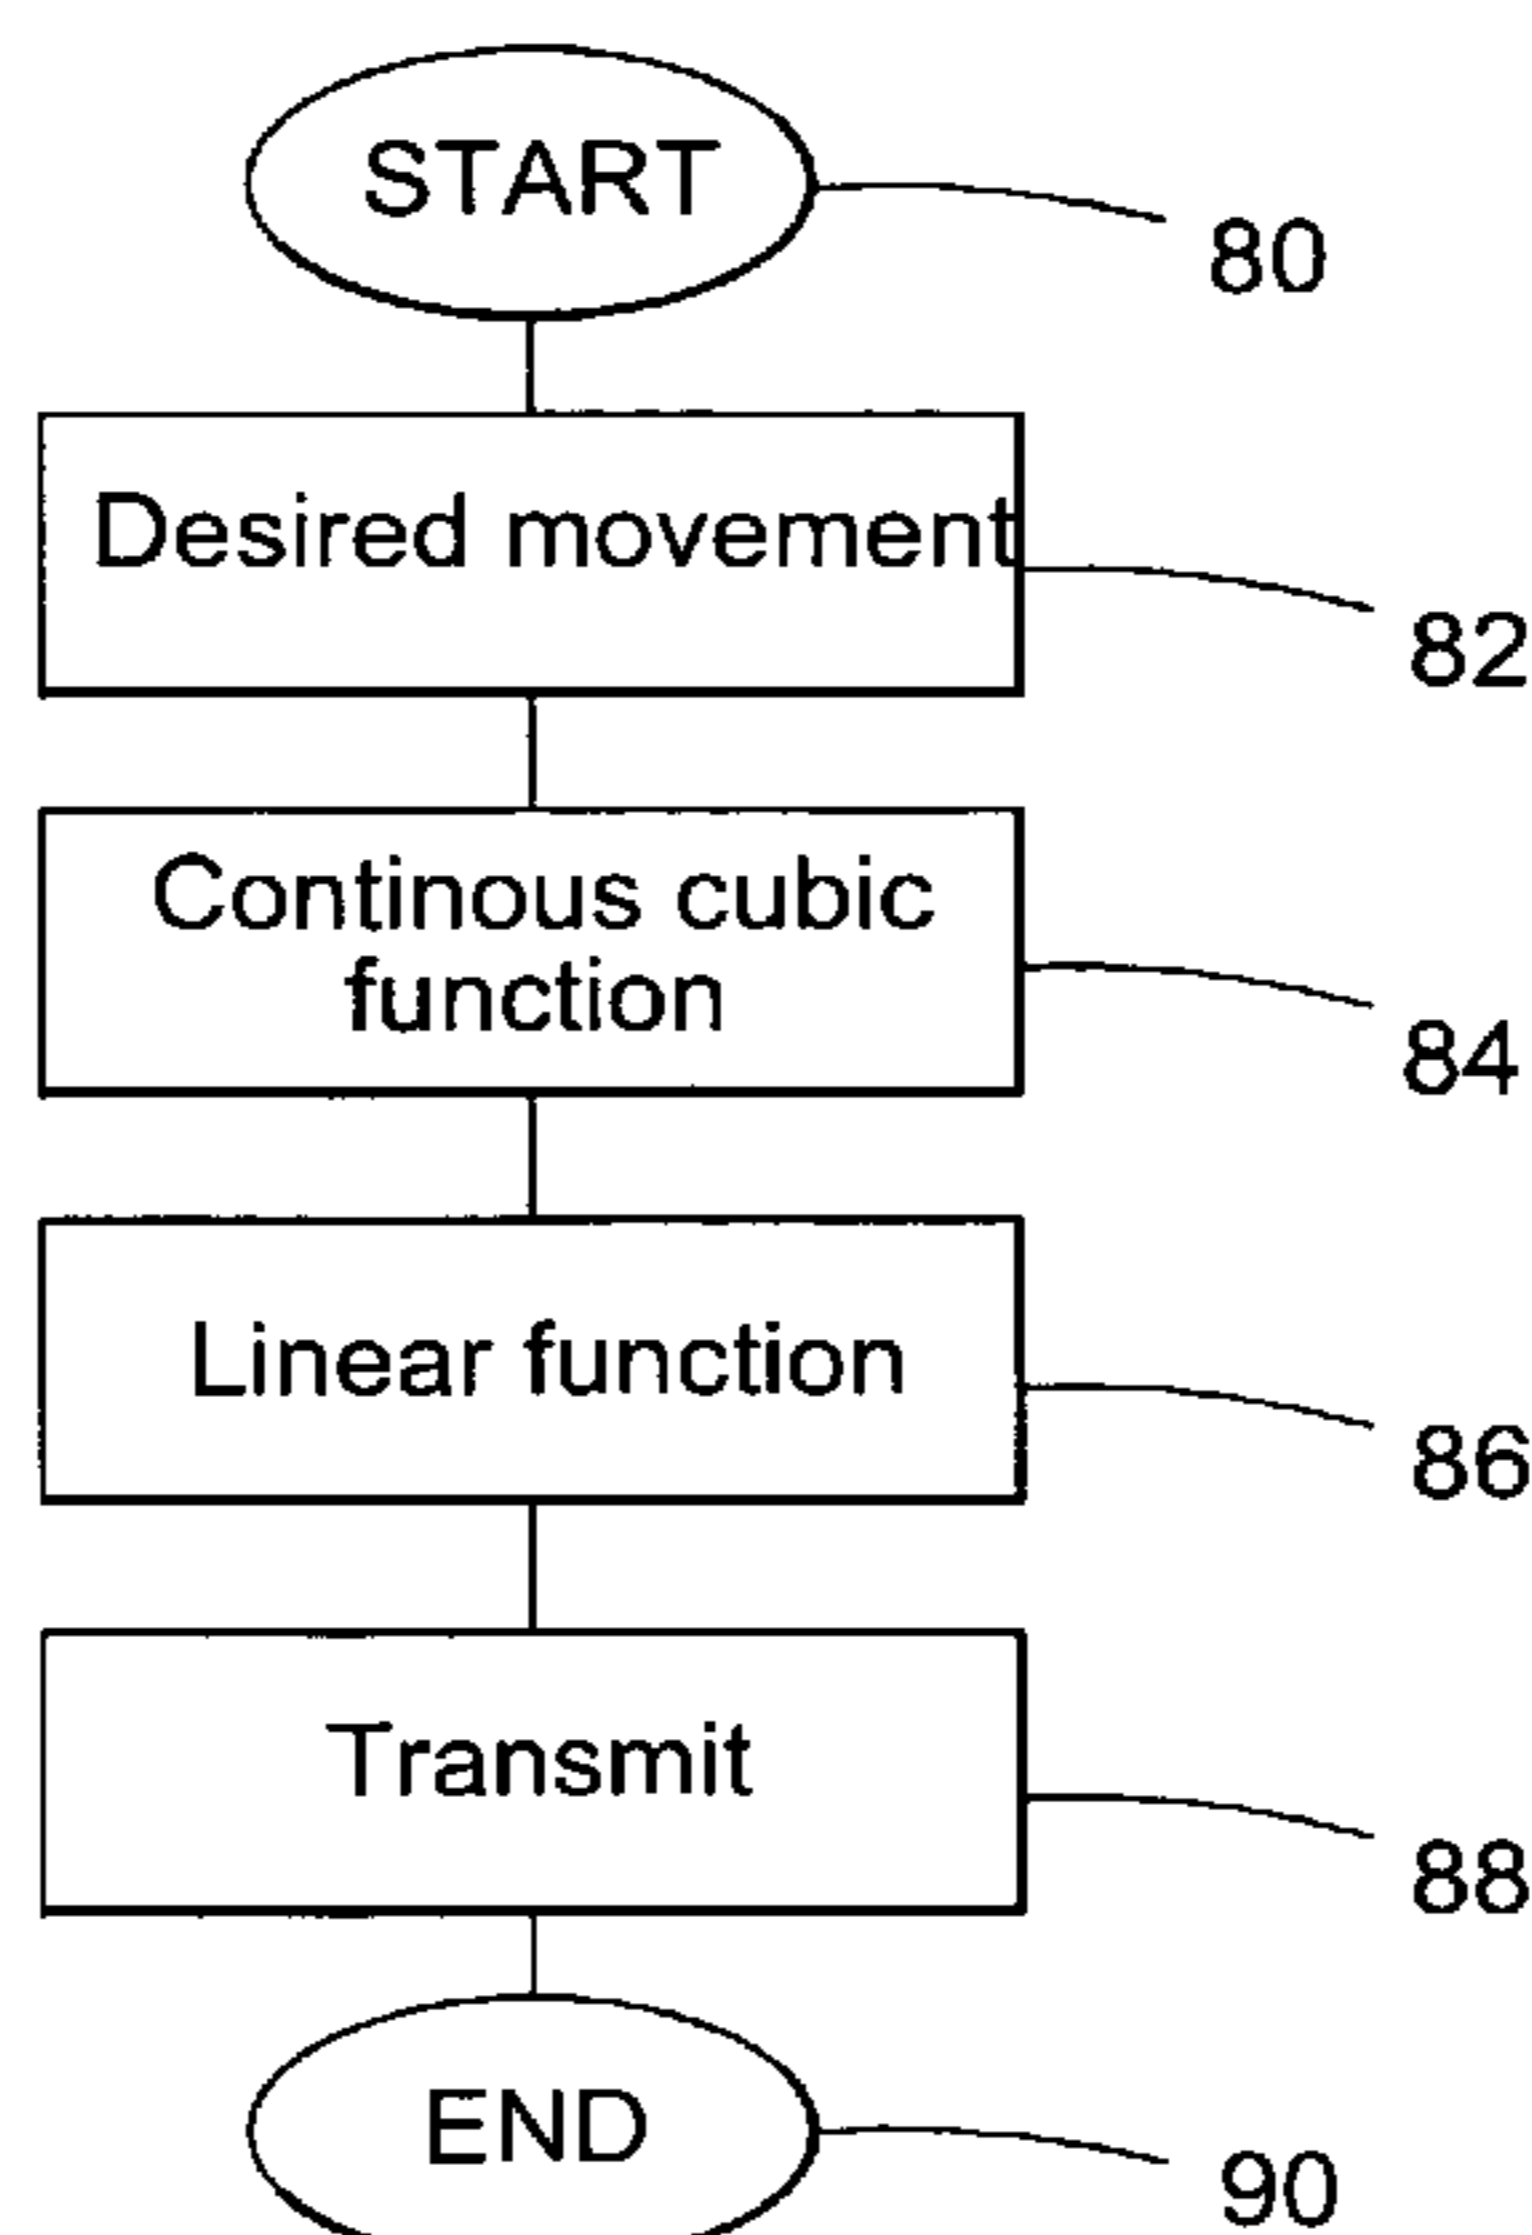 START
80
Desired movement
82
Continous cubic
function
84
Linear function
86
Transmit
88
END
90